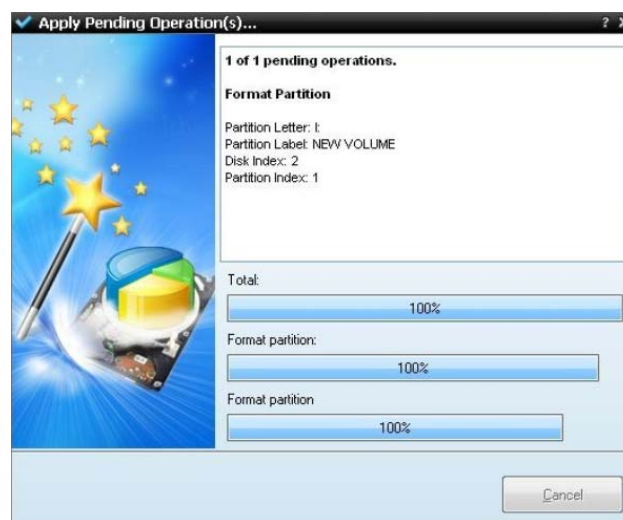 Apply Pending Operation(s)...
? X
1 of 1 pending operations.
Format Partition
Partition Letter: I:
Partition Label: NEW VOLUME
Disk Index: 2
Partition Index: 1
Total:
100%
Format partition:
100%
Format partition
100%
Cancel